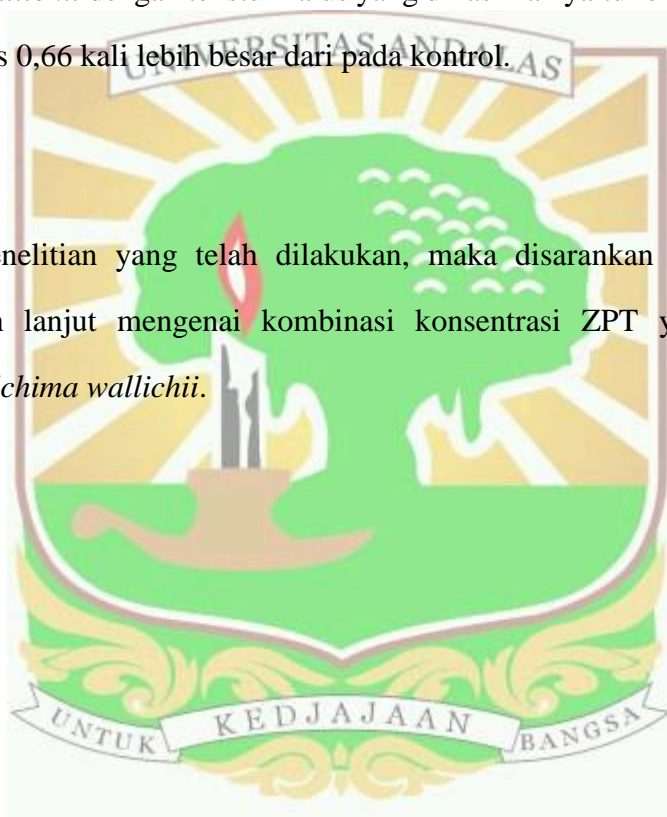 s 0,66 kali lebih besar dari pada kontrol.
UNIVERSITAS ANDALAS
enelitian yang telah dilakukan, maka disarankan
lanjut mengenai kombinasi konsentrasi ZPT y
chima wallichii.
UNTUK KEDJAJAAN BANGSA